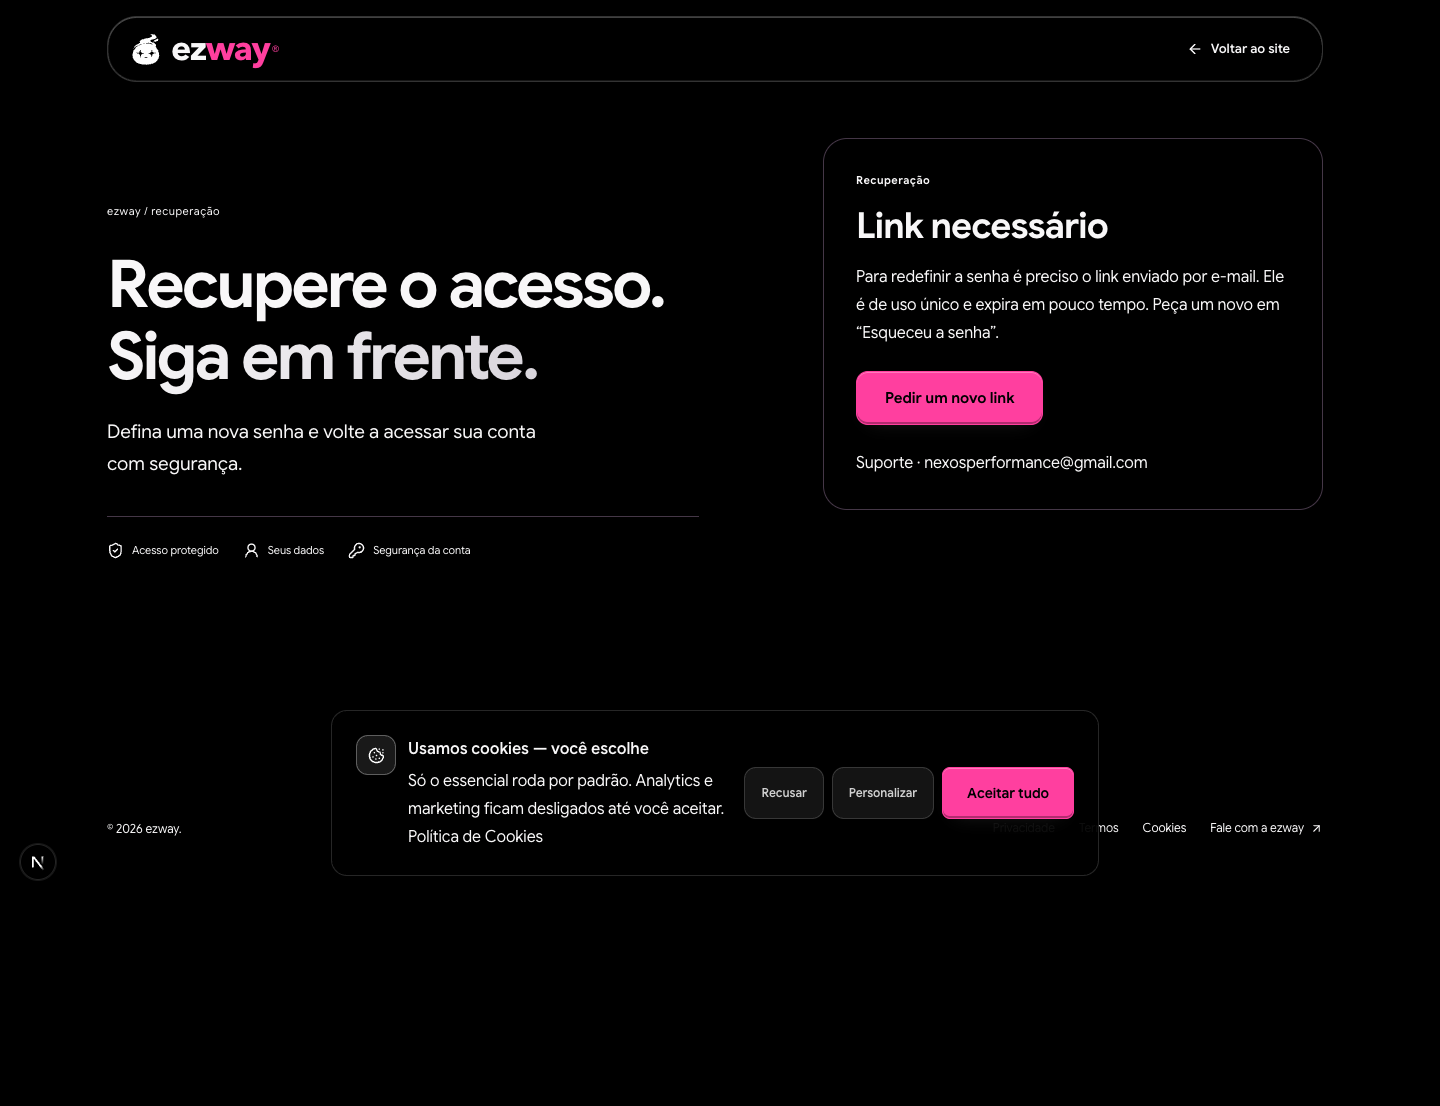 ezway®
Voltar ao site
ezway / recuperação
Recupere o acesso.
Siga em frente.
Defina uma nova senha e volte a acessar sua conta
com segurança.
Acesso protegido
Seus dados
Segurança da conta
Recuperação
Link necessário
Para redefinir a senha é preciso o link enviado por e-mail. Ele
é de uso único e expira em pouco tempo. Peça um novo em
“Esqueceu a senha”.
Pedir um novo link
Suporte · nexosperformance@gmail.com
Usamos cookies — você escolhe
Só o essencial roda por padrão. Analytics e
marketing ficam desligados até você aceitar.
Política de Cookies
Recusar
Personalizar
Aceitar tudo
© 2026 ezway.
Privacidade
Termos
Cookies
Fale com a ezway
N